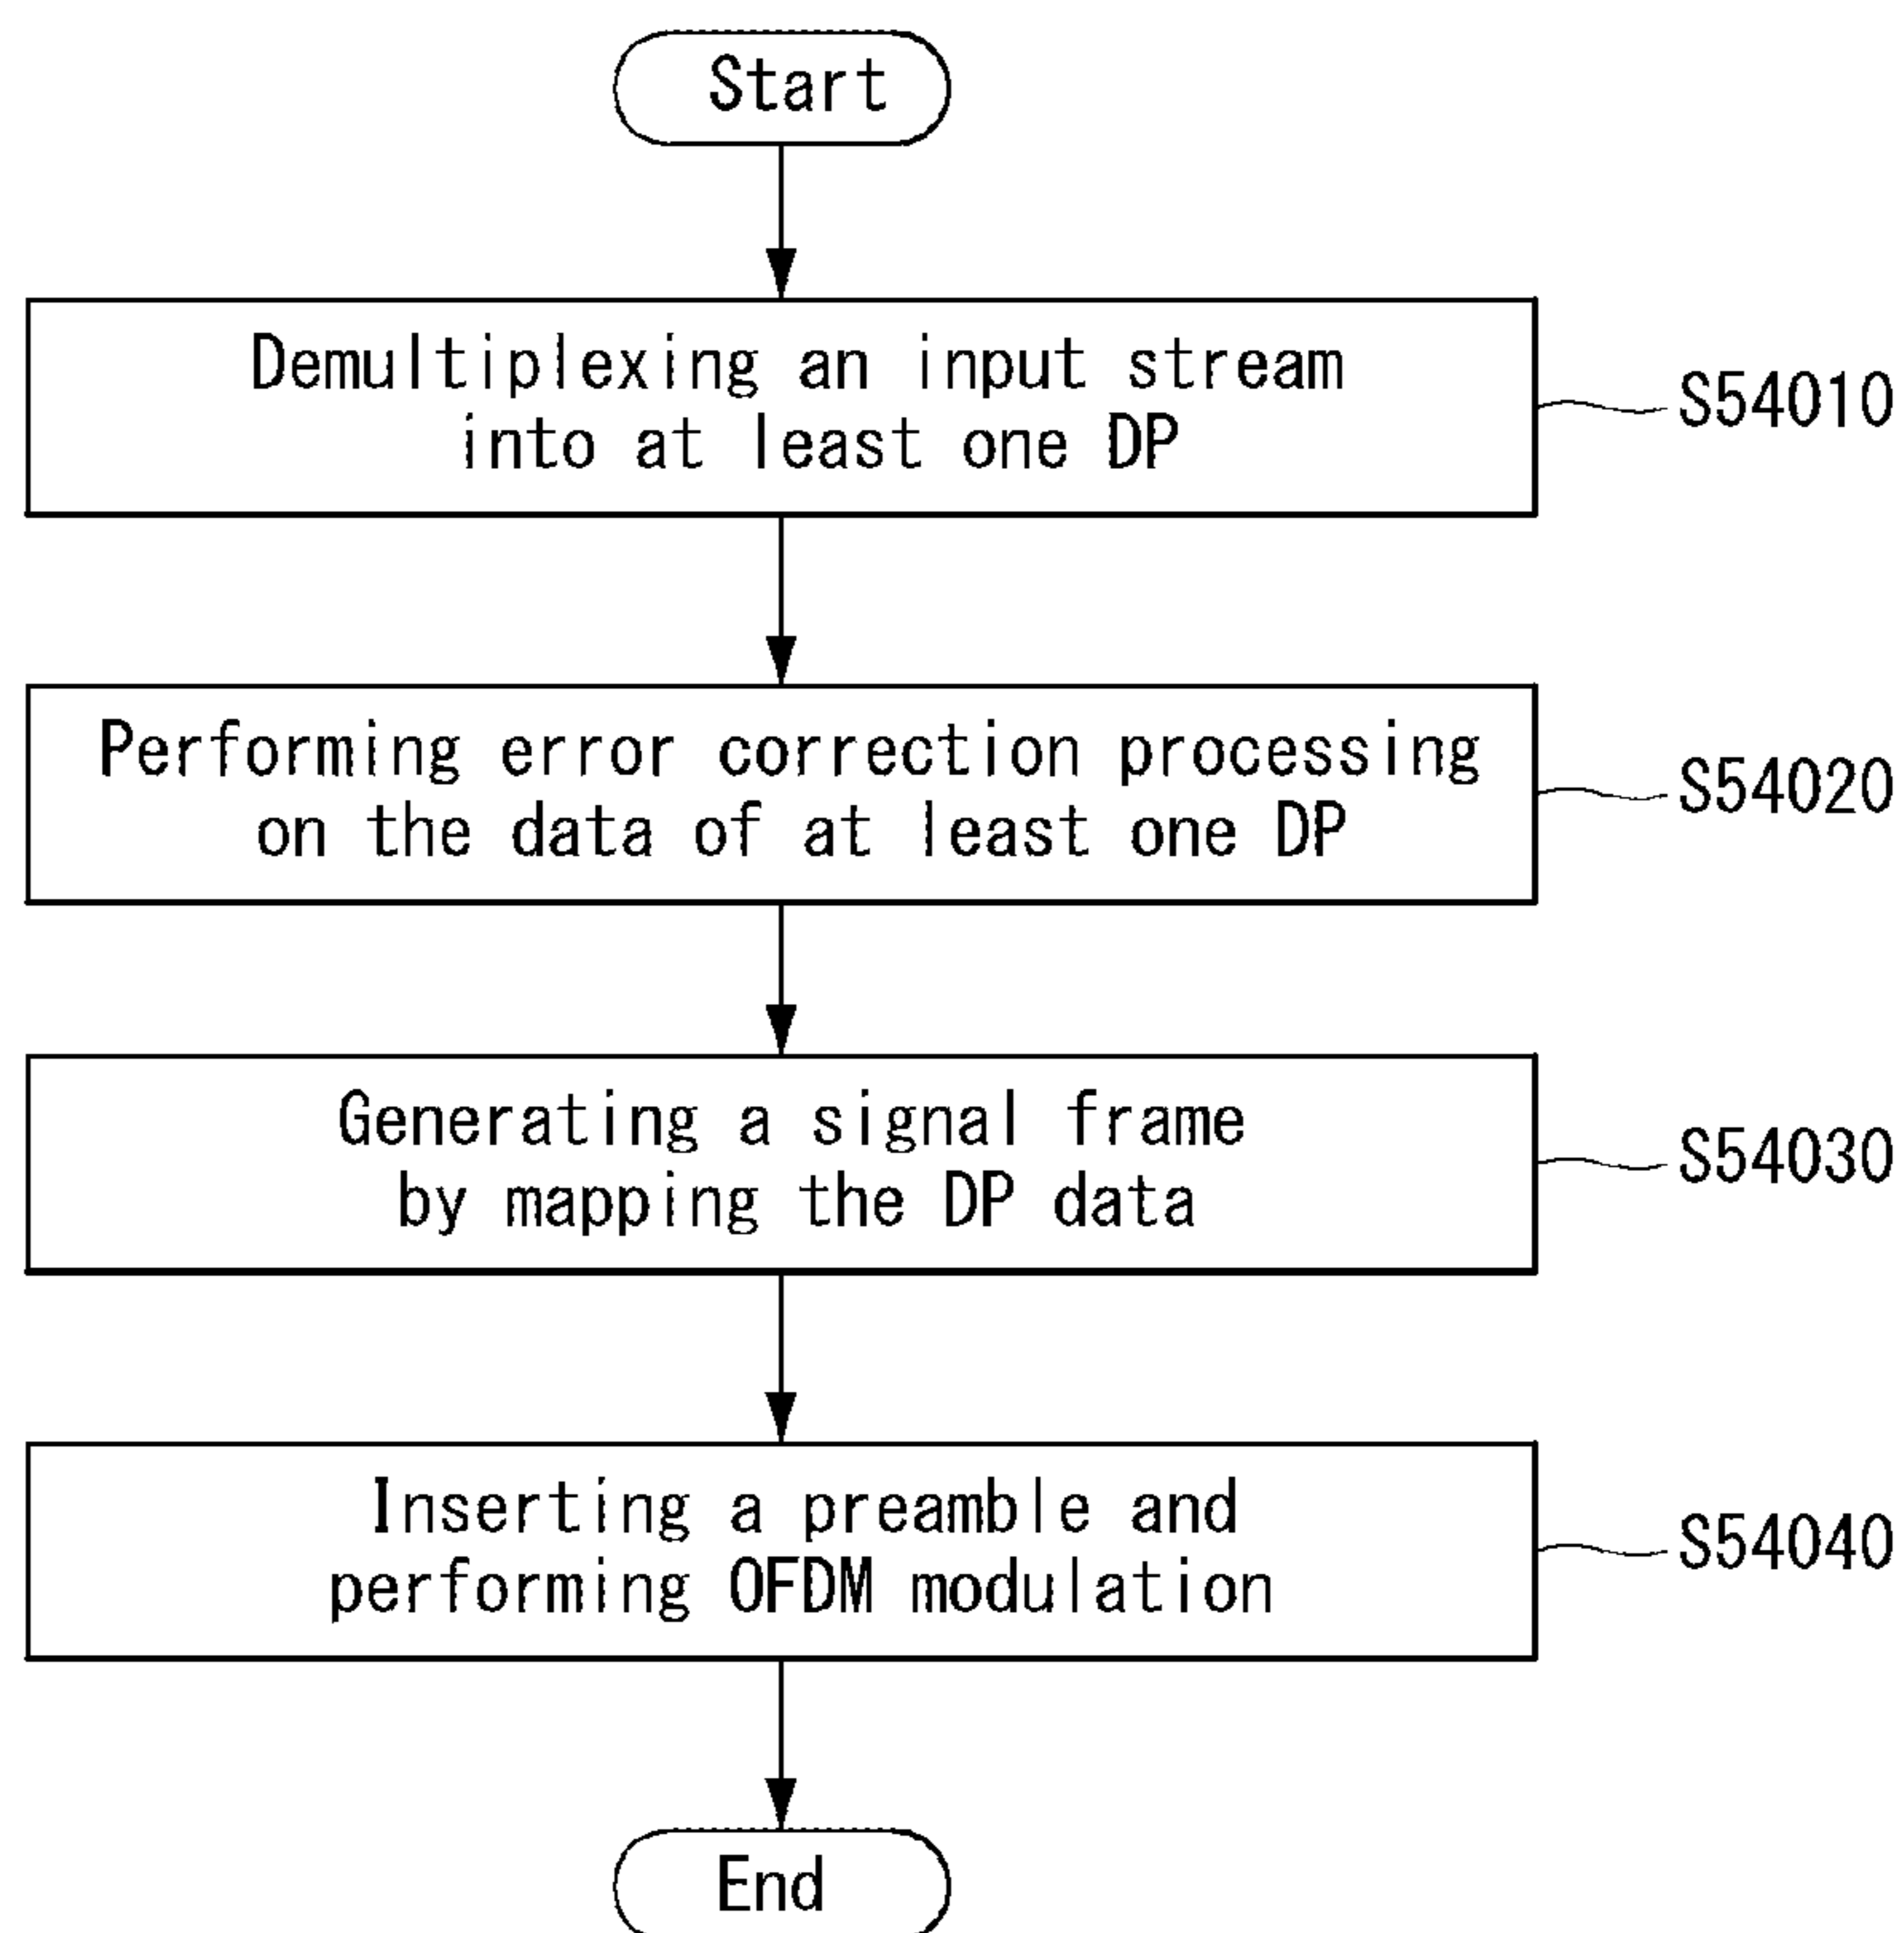 Start
Demultiplexing an input stream
into at least one DP
S54010
Performing error correction processing
on the data of at least one DP
S54020
Generating a signal frame
by mapping the DP data
S54030
Inserting a preamble and
performing OFDM modulation
S54040
End